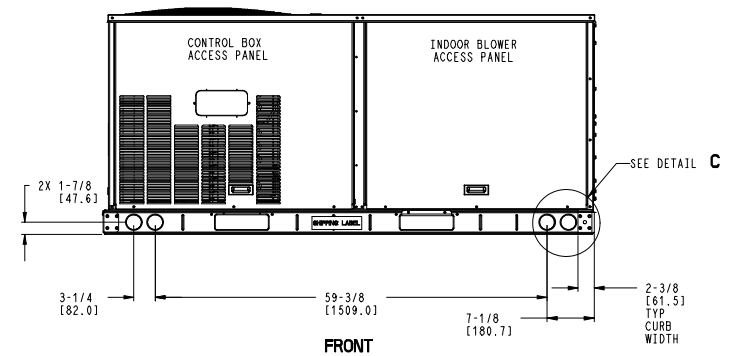 CONTROL BOX
ACCESS PANEL
INDOOR BLOWER
ACCESS PANEL
SEE DETAIL C
2X 1-7/8
[47.6]
SHIPPING LABEL
3-1/4
[82.0]
59-3/8
[1509.0]
7-1/8
[180.7]
2-3/8
[61.5]
TYP
CURB
WIDTH
FRONT